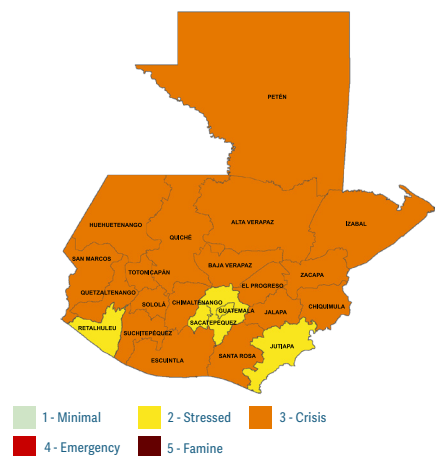 PETÉN
HUEHUETENANGO
QUICHÉ
ALTA VERAPAZ
ÍZABAL
SAN MARCOS
TOTONICAPÁN
BAJA VERAPAZ
ZACAPA
QUETZALTENANGO
SOLOLÁ
CHIMALTENANGO
EL PROGRESO
GUATEMALA
JALAPA
CHIQUIMULA
RETALHULEU
SUCHITEPÉQUEZ
SACATEPÉQUEZ
JUTIAPA
ESCUINTLA
SANTA ROSA
1 - Minimal
2 - Stressed
3 - Crisis
4 - Emergency
5 - Famine